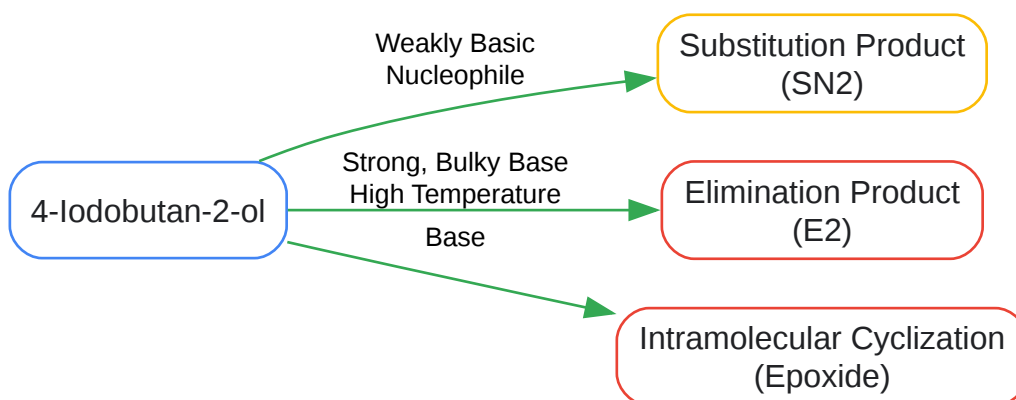 Weakly Basic
Nucleophile
Substitution Product
(SN2)
4-Iodobutan-2-ol
Strong, Bulky Base
High Temperature
Elimination Product
(E2)
Base
Intramolecular Cyclization
(Epoxide)